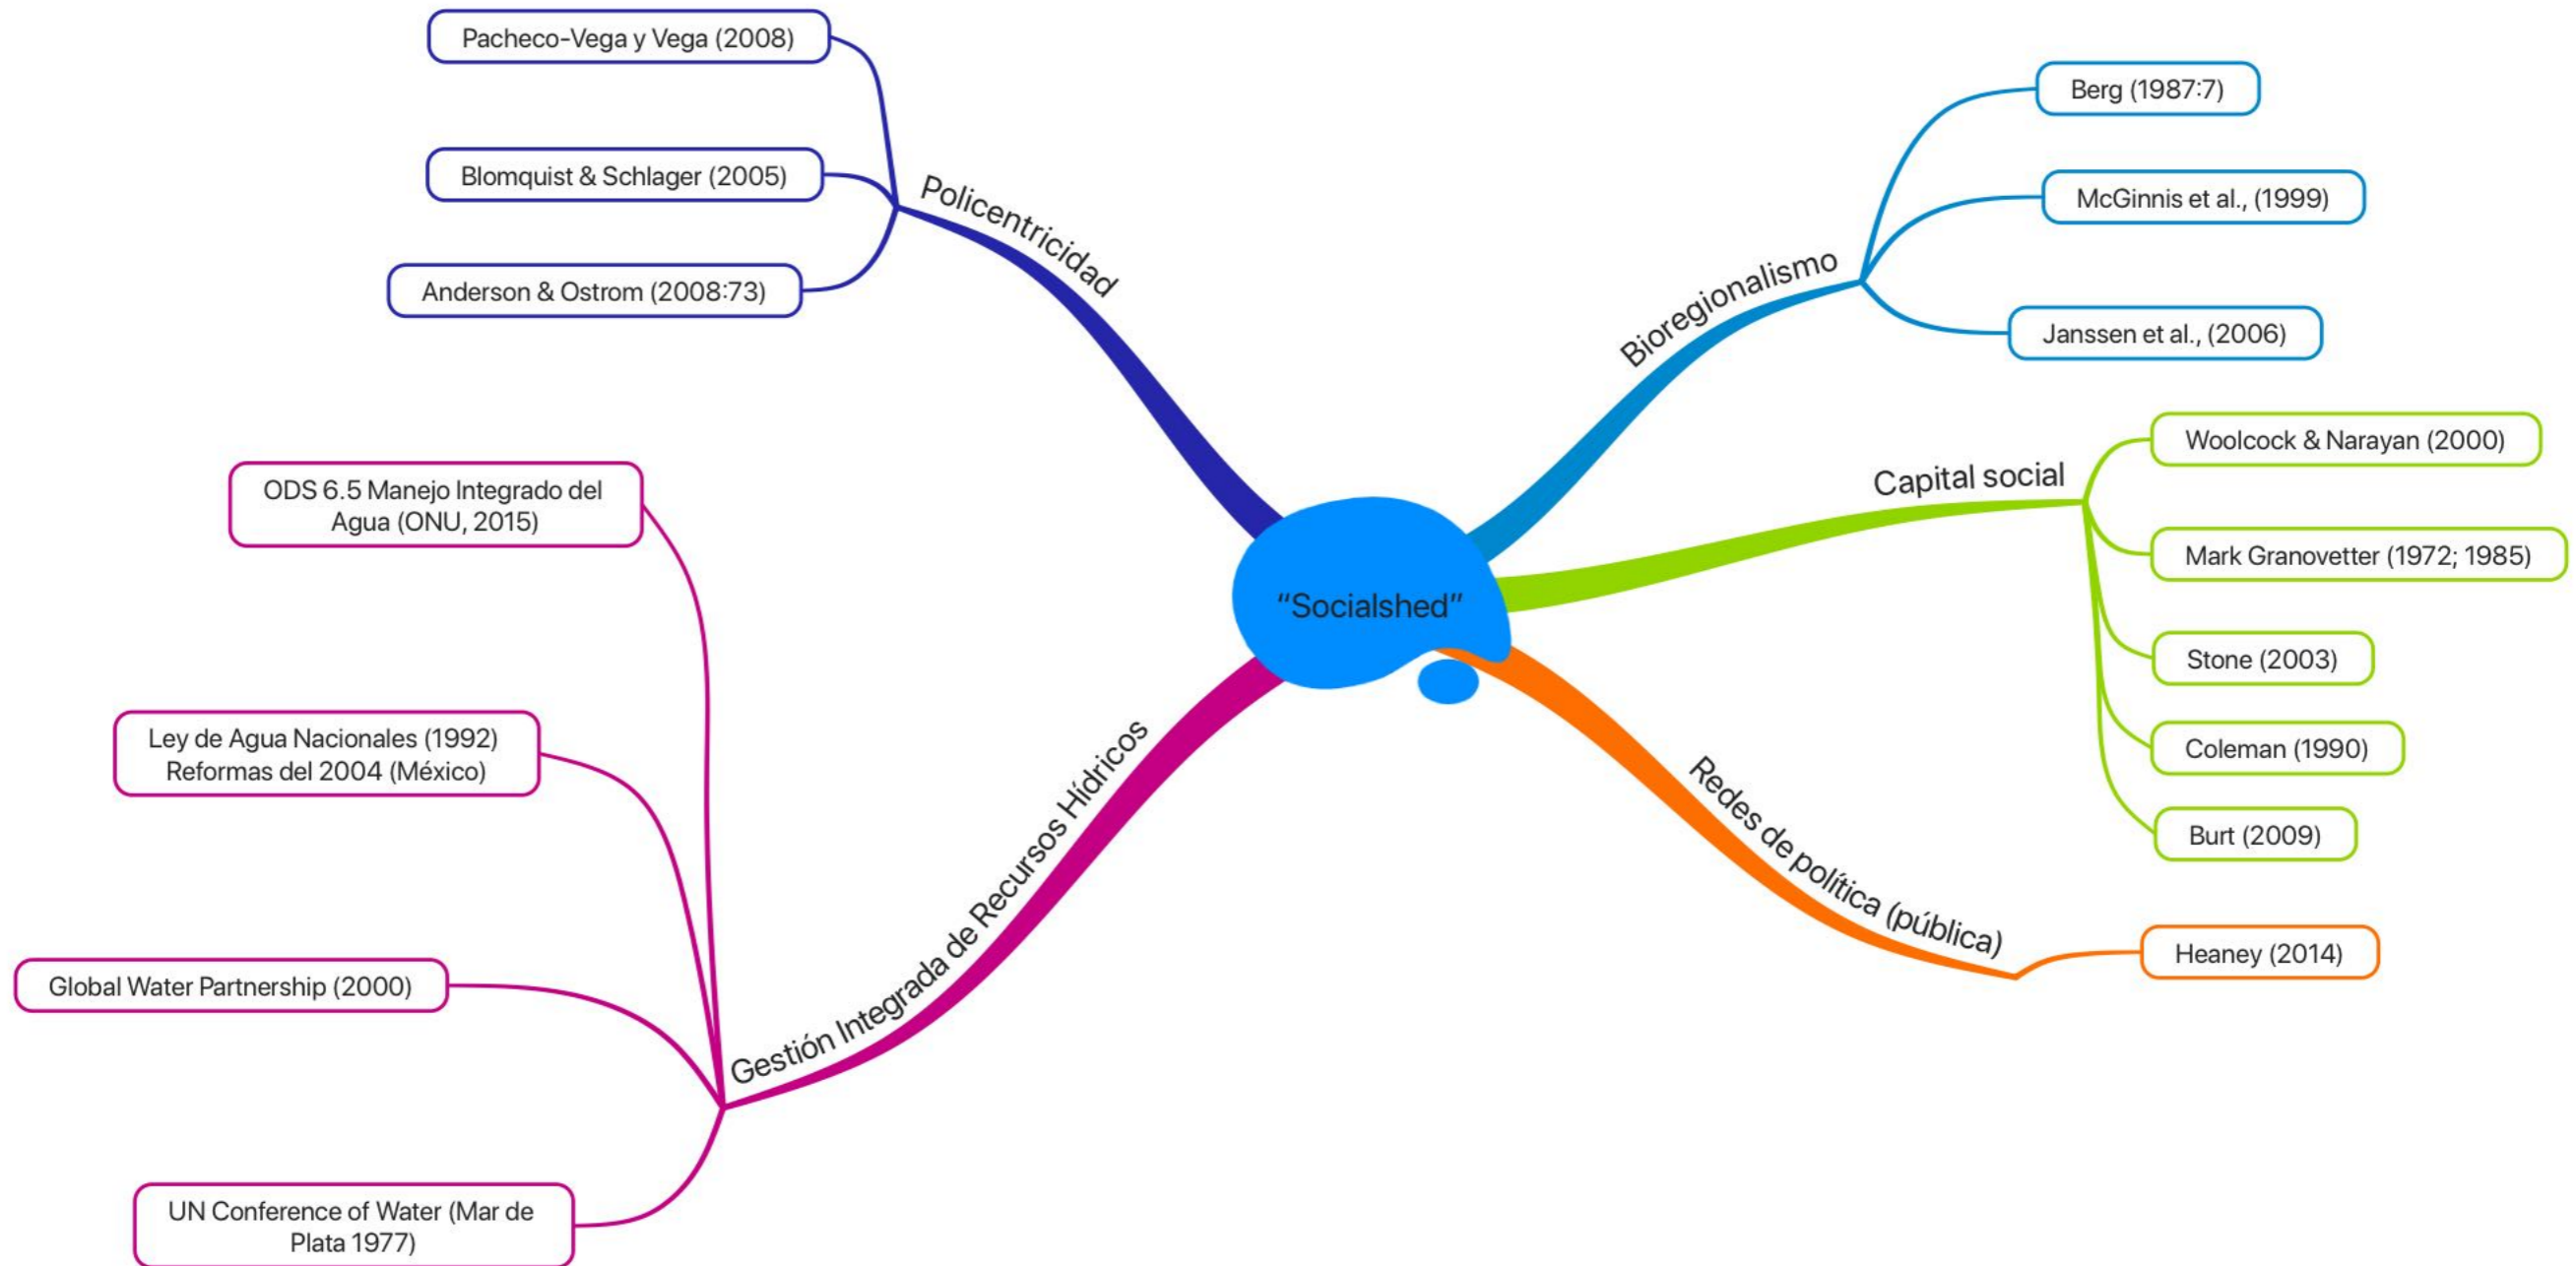 "Socialshed"
Policentricidad
Pacheco-Vega y Vega (2008)
Blomquist & Schlager (2005)
Anderson & Ostrom (2008:73)
Bioregionalismo
Berg (1987:7)
McGinnis et al., (1999)
Janssen et al., (2006)
Capital social
Woolcock & Narayan (2000)
Mark Granovetter (1972; 1985)
Stone (2003)
Coleman (1990)
Burt (2009)
Redes de política (pública)
Heaney (2014)
Gestión Integrada de Recursos Hídricos
ODS 6.5 Manejo Integrado del
Agua (ONU, 2015)
Ley de Agua Nacionales (1992)
Reformas del 2004 (México)
Global Water Partnership (2000)
UN Conference of Water (Mar de
Plata 1977)